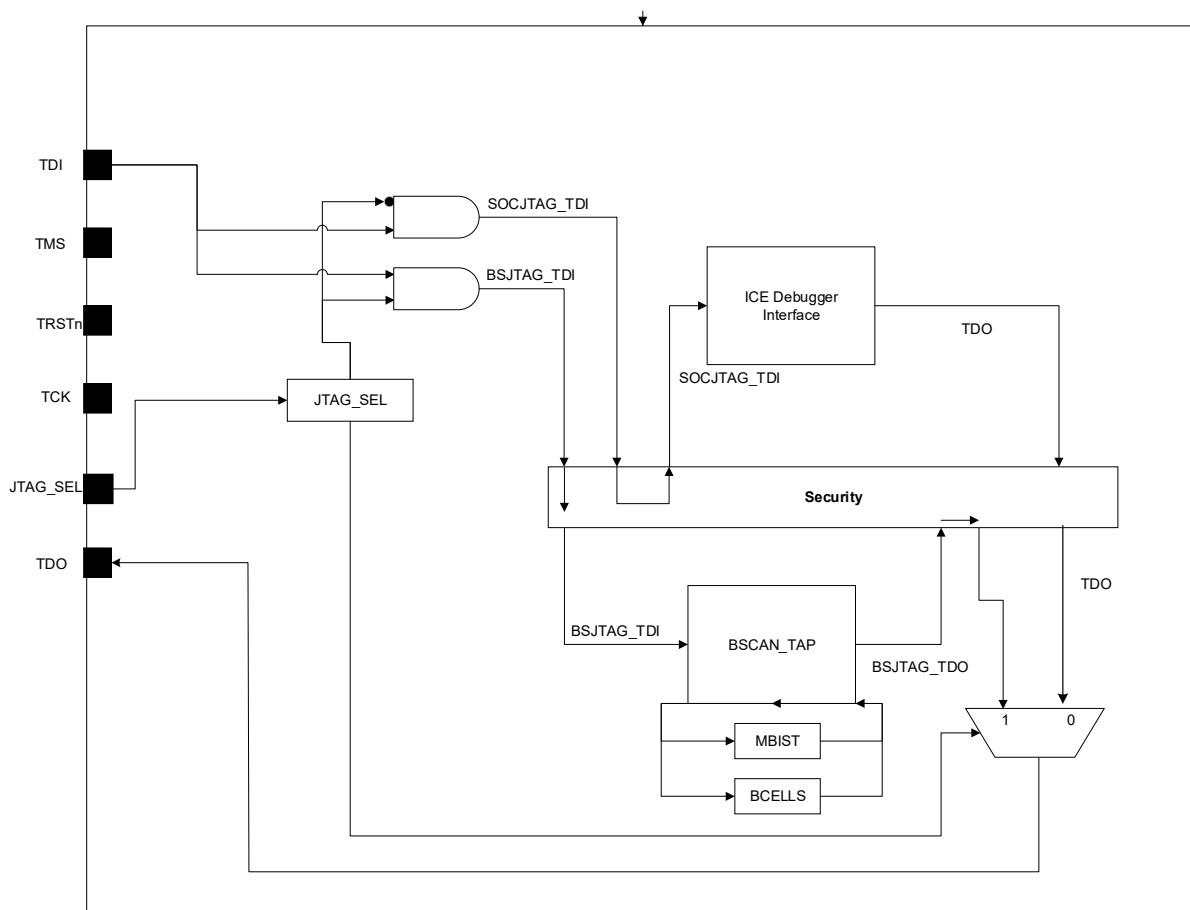 TDI
TMS
TRSTn
TCK
JTAG_SEL
TDO
SOCJTAG_TDI
BSJTAG_TDI
JTAG_SEL
ICE Debugger
Interface
TDO
SOCJTAG_TDI
Security
TDO
BSJTAG_TDI
BSCAN_TAP
BSJTAG_TDO
MBIST
BCELLS
1 0